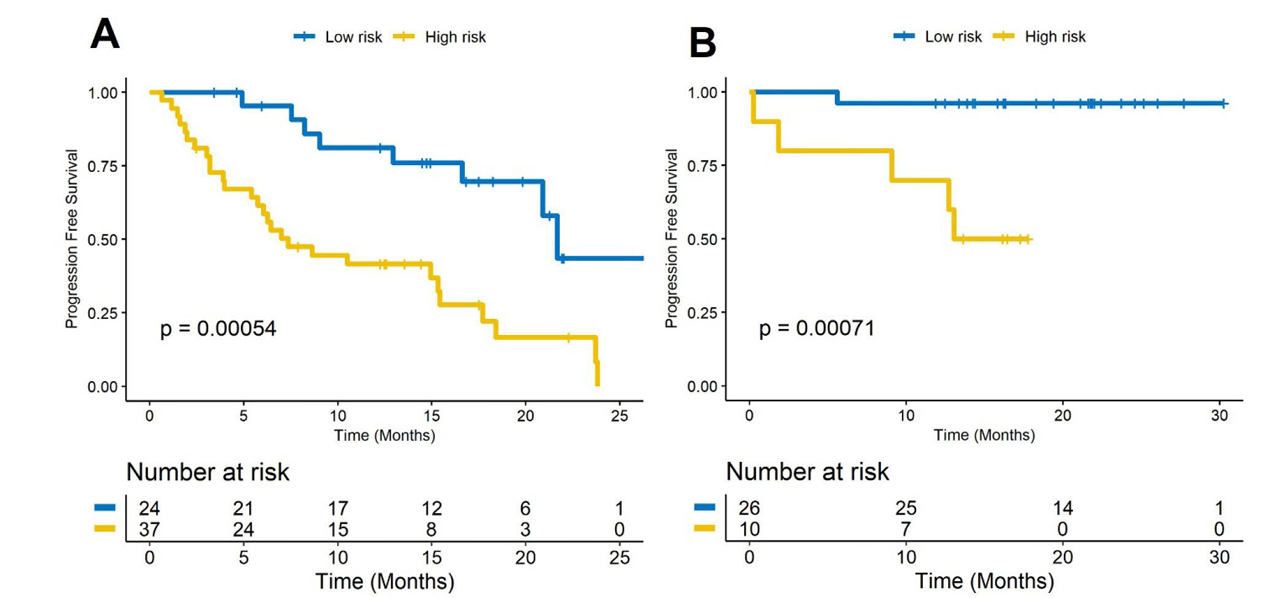 A
Low risk High risk
Progression Free Survival
1.00
0.75
0.50
0.25
0.00
p = 0.00054
0 5 10 15 20 25
Time (Months)
Number at risk
24 21 17 12 6 1
37 24 15 8 3 0
0 5 10 15 20 25
Time (Months)
B
Low risk High risk
Progression Free Survival
1.00
0.75
0.50
0.25
0.00
p = 0.00071
0 10 20 30
Time (Months)
Number at risk
26 25 14 1
10 7 0 0
0 10 20 30
Time (Months)